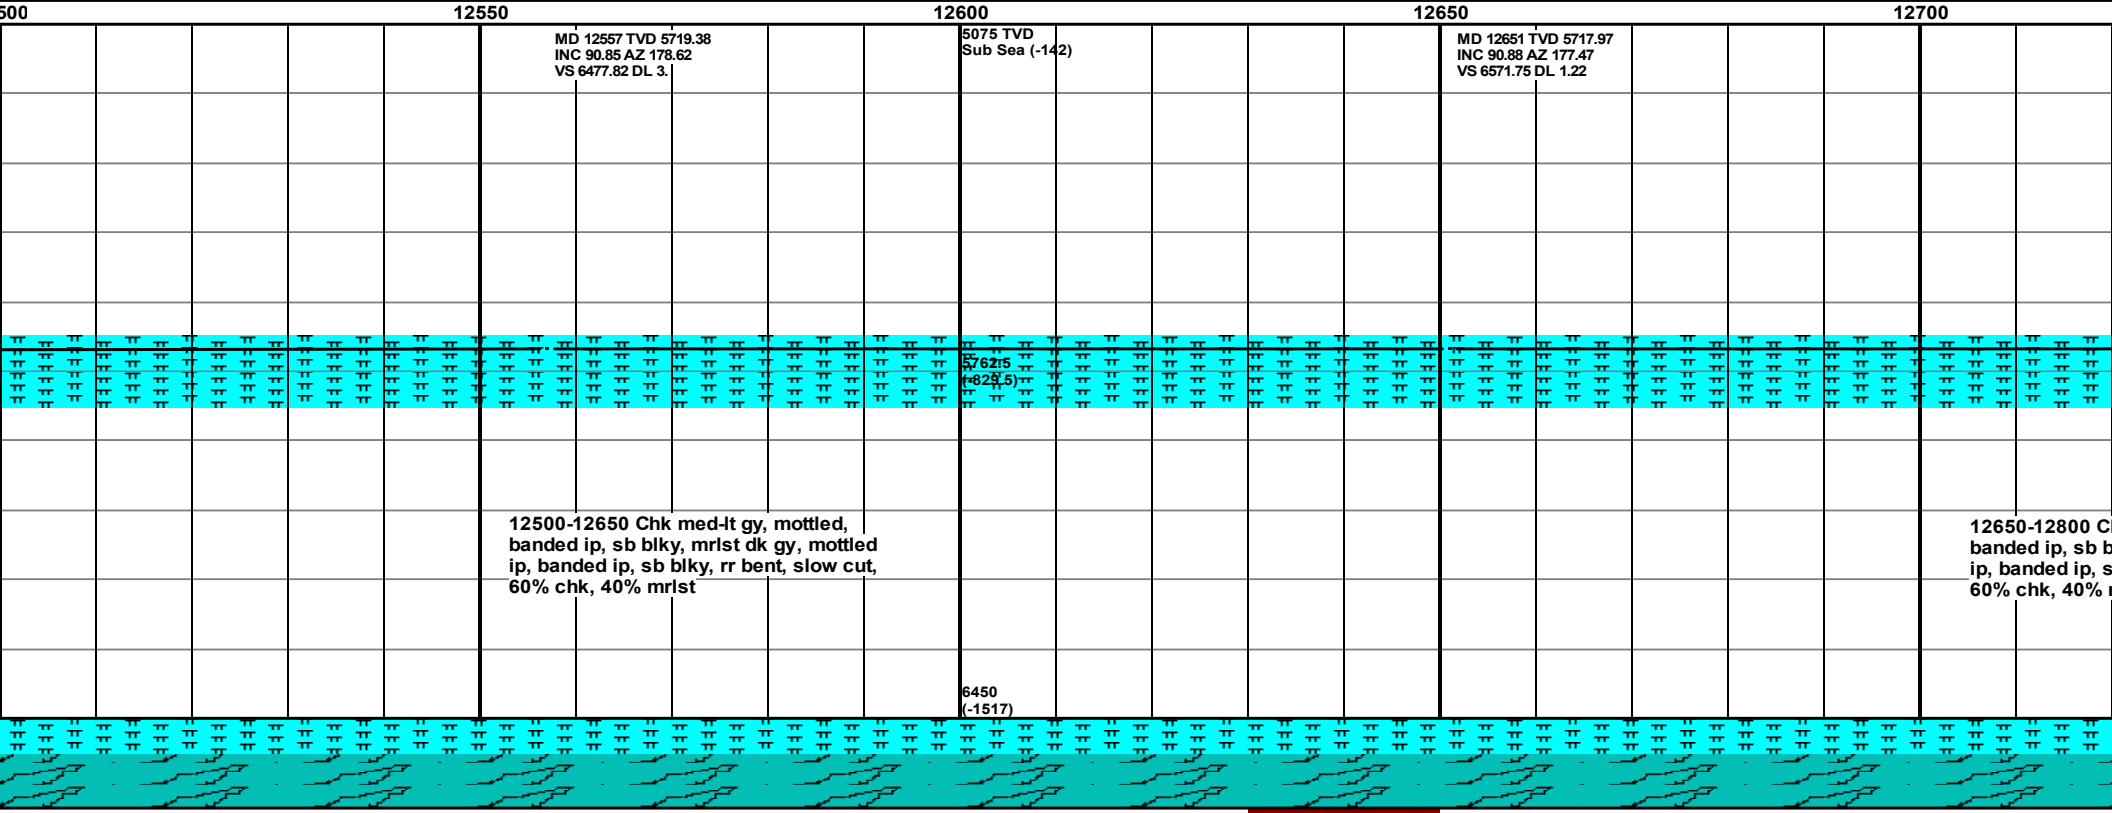 500 12550 12600 12650 12700
MD 12557 TVD 5719.38
INC 90.85 AZ 178.62
VS 6477.82 DL 3.
5075 TVD
Sub Sea (-142)
MD 12651 TVD 5717.97
INC 90.88 AZ 177.47
VS 6571.75 DL 1.22
5762.5
(-829.5)
12500-12650 Chk med-lt gy, mottled,
banded ip, sb blky, mrlst dk gy, mottled
ip, banded ip, sb blky, rr bent, slow cut,
60% chk, 40% mrlst
12650-12800 C
banded ip, sb b
ip, banded ip, s
60% chk, 40%
6450
(-1517)